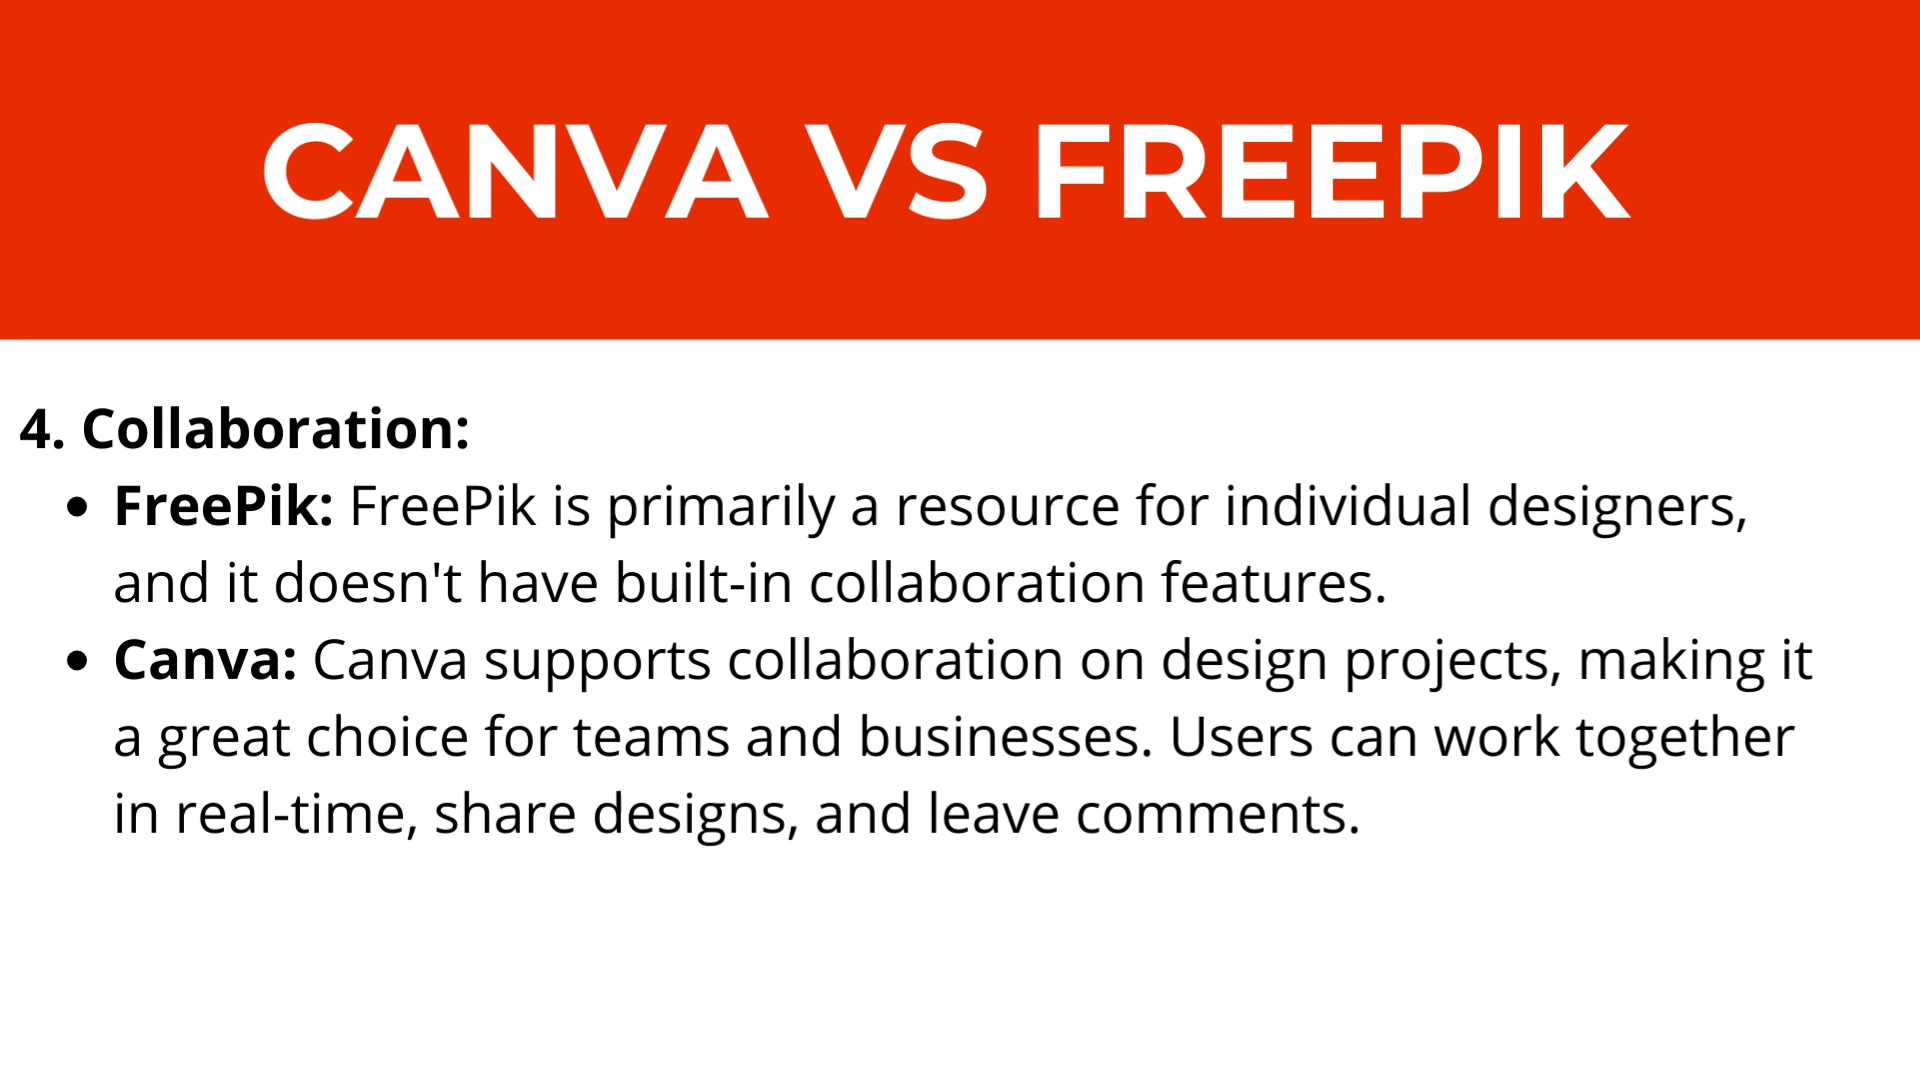 CANVA VS FREEPIK
4. Collaboration:
• FreePik: FreePik is primarily a resource for individual designers,
and it doesn't have built-in collaboration features.
• Canva: Canva supports collaboration on design projects, making it
a great choice for teams and businesses. Users can work together
in real-time, share designs, and leave comments.